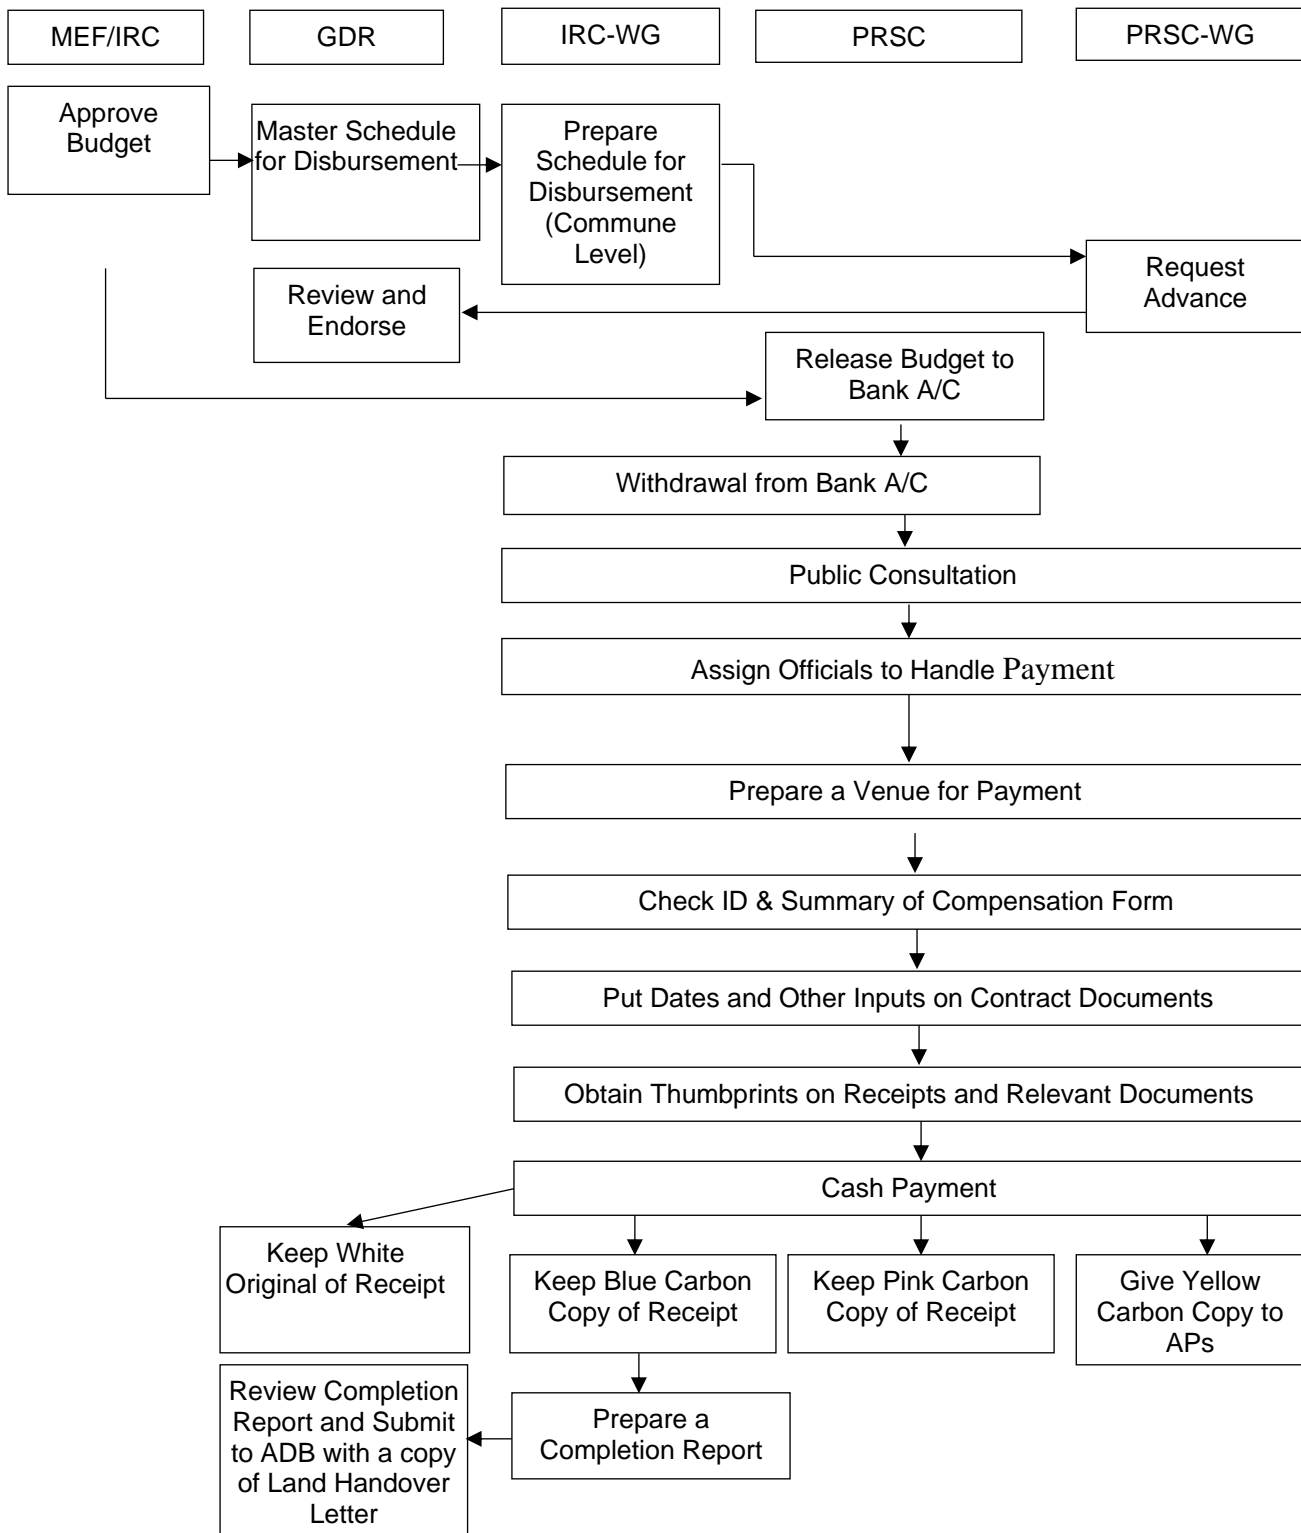 MEF/IRC
GDR
IRC-WG
PRSC
PRSC-WG
Approve
Budget
Master Schedule
for Disbursement
Prepare
Schedule for
Disbursement
(Commune
Level)
Request
Advance
Review and
Endorse
Release Budget to
Bank A/C
Withdrawal from Bank A/C
Public Consultation
Assign Officials to Handle Payment
Prepare a Venue for Payment
Check ID & Summary of Compensation Form
Put Dates and Other Inputs on Contract Documents
Obtain Thumbprints on Receipts and Relevant Documents
Cash Payment
Keep White
Original of Receipt
Keep Blue Carbon
Copy of Receipt
Keep Pink Carbon
Copy of Receipt
Give Yellow
Carbon Copy to
APs
Review Completion
Report and Submit
to ADB with a copy
of Land Handover
Letter
Prepare a
Completion Report